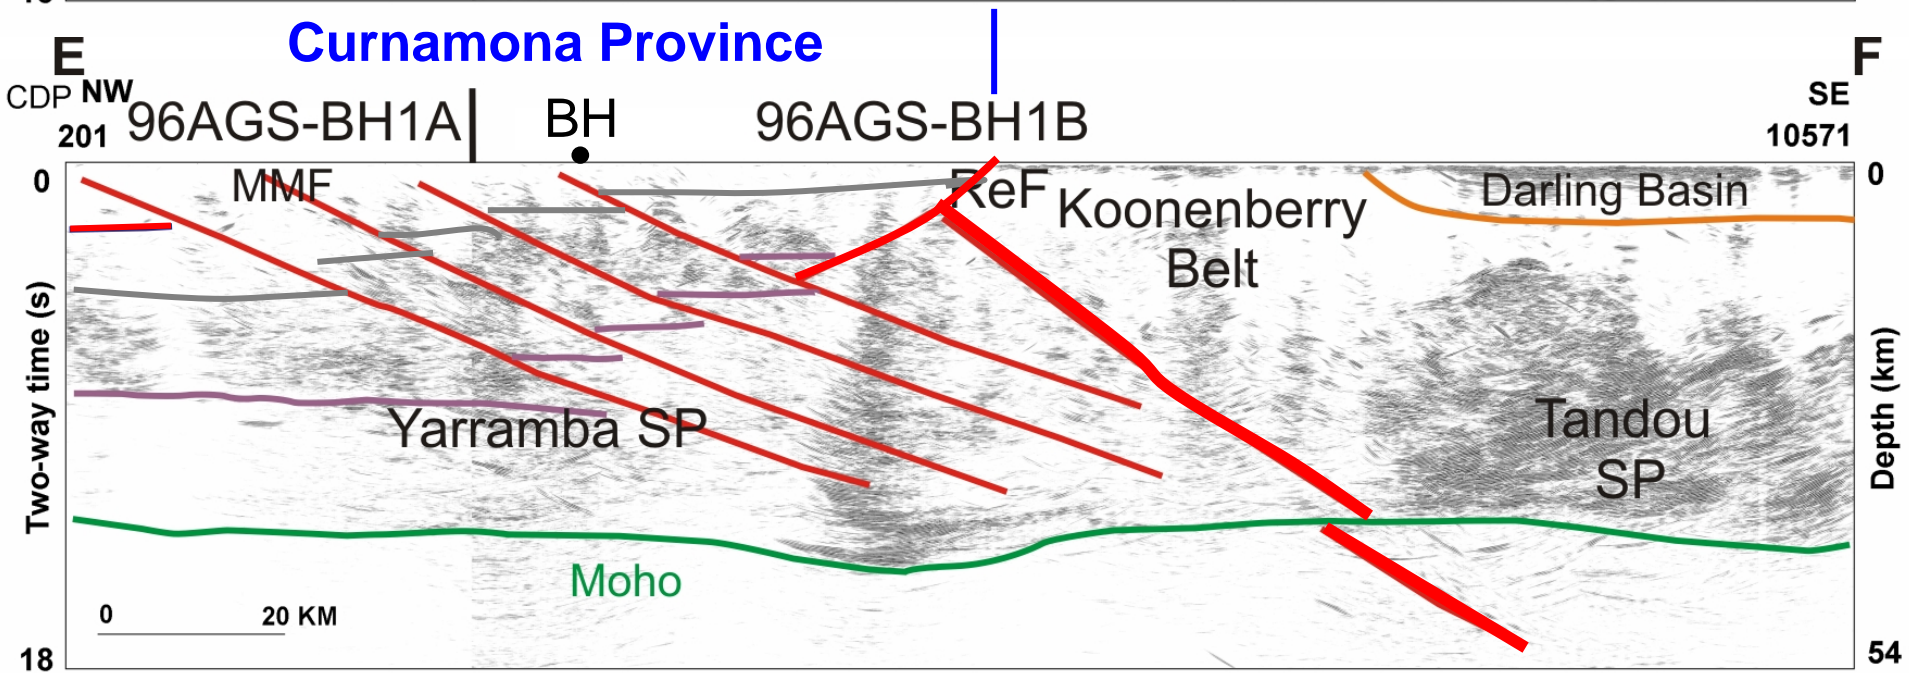 Curnamona Province
E
F
CDP NW
SE
201
96AGS-BH1A
BH
96AGS-BH1B
10571
0
MMF
ReF
Koonenberry
Belt
Darling Basin
0
Two-way time (s)
Depth (km)
Yarramba SP
Tandou
SP
Moho
0
20 KM
18
54